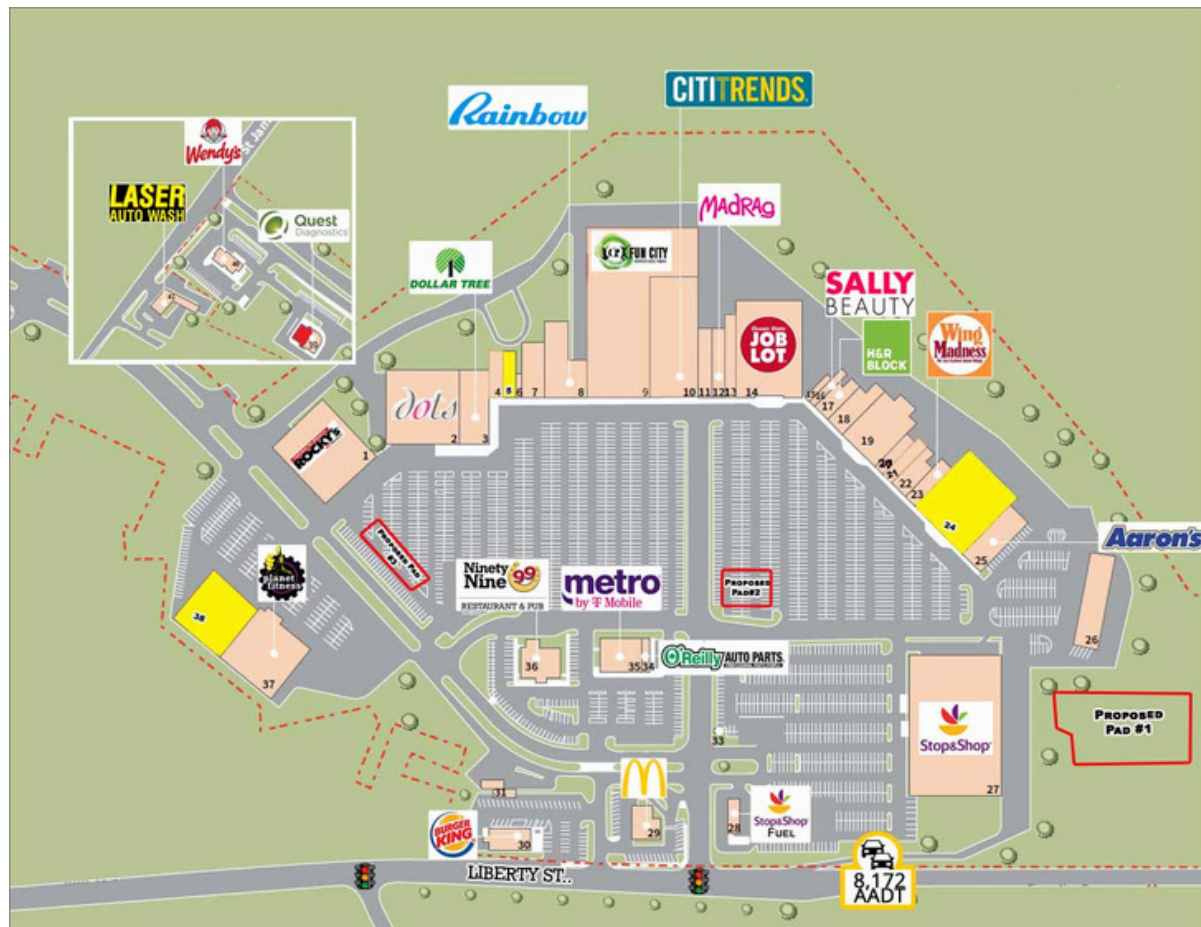 CITITRENDS
Rainbow
Wendy's
St Jam
LASER
AUTO WASH
Quest
Diagnostics
MAdRAg
FUN CITY
DOLLAR TREE
SALLY
BEAUTY
H&R
BLOCK
Wing
Madness
Ocean State
JOB
LOT
dots
ROCKY'S
1
2
3
4
5
6
7
8
9
10
11
12
13
14
17
18
19
22
23
24
25
26
Aaron's
PROPOSED PAD
#3
Ninety
Nine 99
RESTAURANT & PUB
metro
by T Mobile
PROPOSED
PAD#2
planet
fitness
38
37
36
35
34
O'Reilly AUTO PARTS
Stop&Shop
27
PROPOSED
PAD #1
33
31
30
BURGER
KING
29
28
Stop&Shop
FUEL
LIBERTY ST..
8,172
AADT